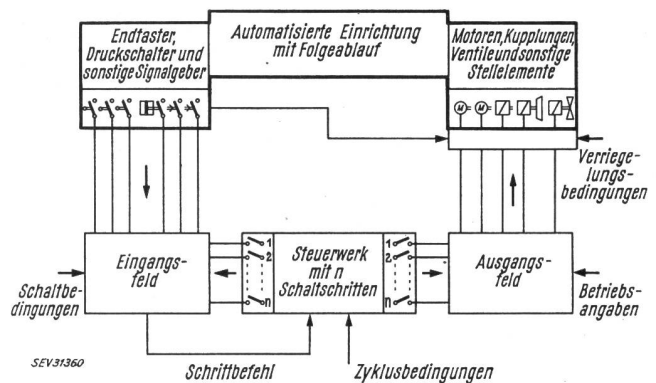 Endtaster,
Druckschalter und
sonstige Signalgeber
Automatisierte Einrichtung
mit Folgeablauf
Motoren, Kupplungen,
Ventile und sonstige
Stellelemente
M
M
Verriege-
lungs-
bedingungen
Eingangs-
feld
1
2
n
Steuerwerk
mit n
Schaltschritten
1
2
n
Ausgangs-
feld
Schaltbe-
dingungen
Betriebs-
angaben
SEV31360
Schrittbefehl
Zyklusbedingungen